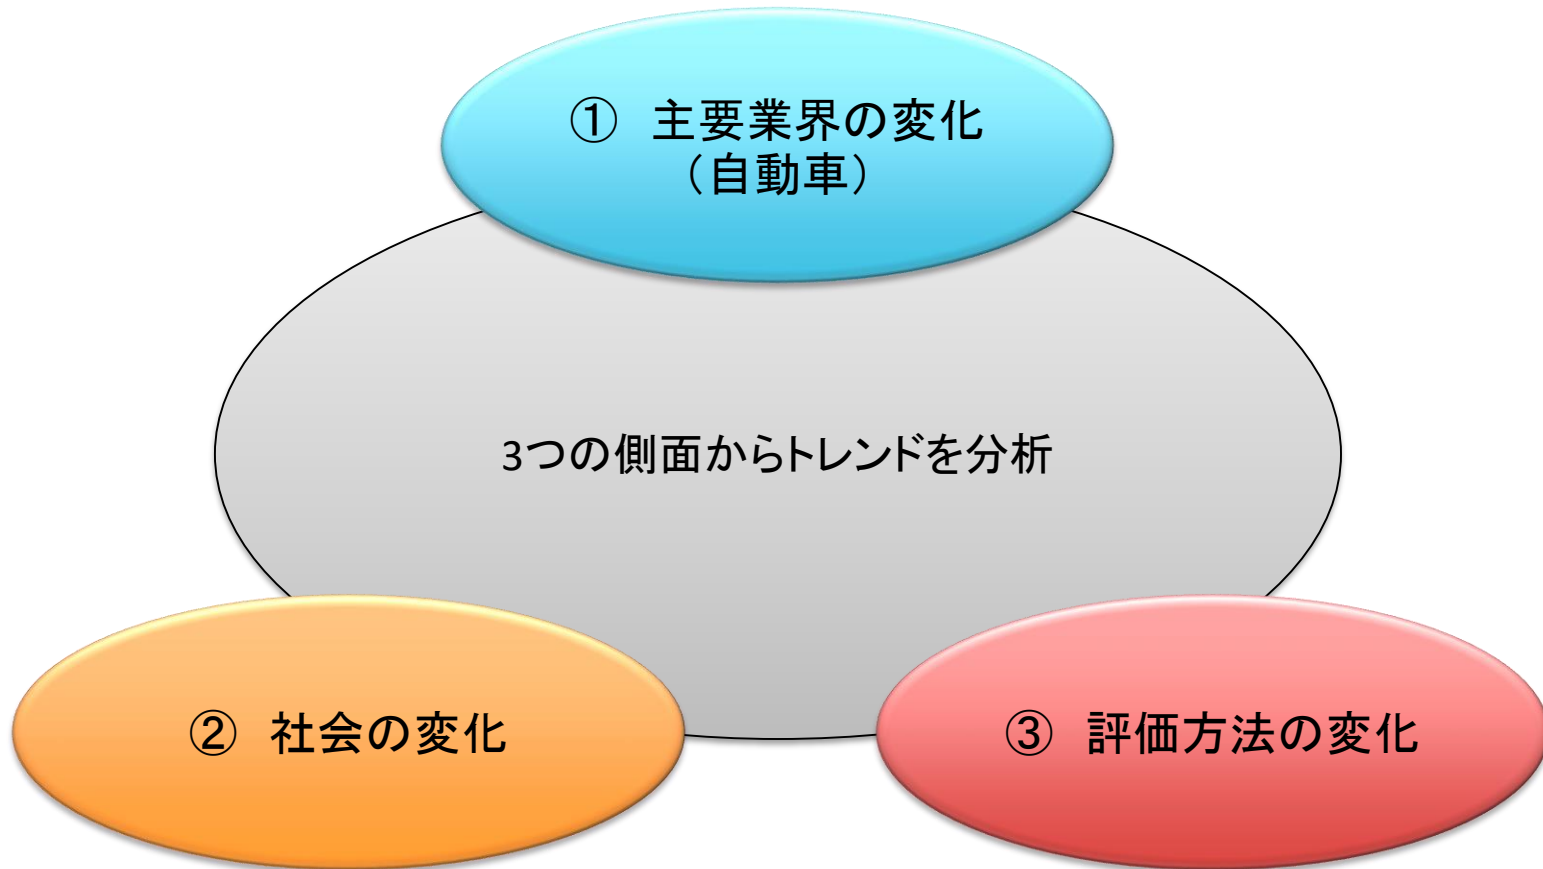 ① 主要業界の変化
（自動車）
3つの側面からトレンドを分析
② 社会の変化
③ 評価方法の変化